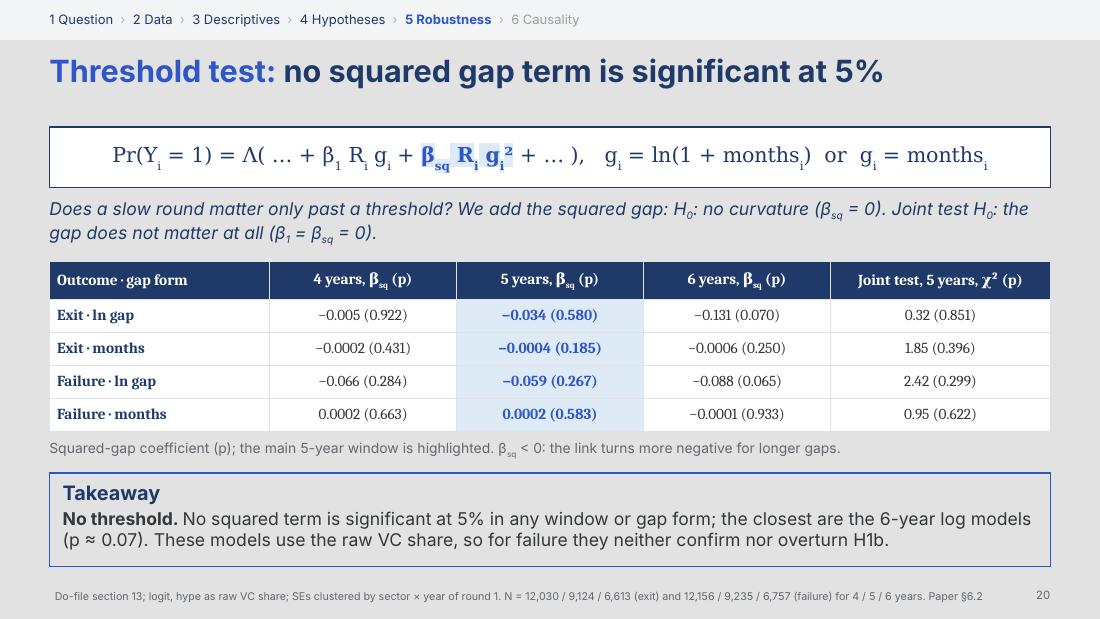 1 Question › 2 Data › 3 Descriptives › 4 Hypotheses › 5 Robustness › 6 Causality
Threshold test: no squared gap term is significant at 5%
Pr(Yᵢ = 1) = Λ( … + β₁ Rᵢ gᵢ + β_sq Rᵢ gᵢ² + … ), gᵢ = ln(1 + monthsᵢ) or gᵢ = monthsᵢ
Does a slow round matter only past a threshold? We add the squared gap: H₀: no curvature (β_sq = 0). Joint test H₀: the
gap does not matter at all (β₁ = β_sq = 0).
Outcome · gap form 4 years, β_sq (p) 5 years, β_sq (p) 6 years, β_sq (p) Joint test, 5 years, χ² (p)
Exit · ln gap −0.005 (0.922) −0.034 (0.580) −0.131 (0.070) 0.32 (0.851)
Exit · months −0.0002 (0.431) −0.0004 (0.185) −0.0006 (0.250) 1.85 (0.396)
Failure · ln gap −0.066 (0.284) −0.059 (0.267) −0.088 (0.065) 2.42 (0.299)
Failure · months 0.0002 (0.663) 0.0002 (0.583) −0.0001 (0.933) 0.95 (0.622)
Squared-gap coefficient (p); the main 5-year window is highlighted. β_sq < 0: the link turns more negative for longer gaps.
Takeaway
No threshold. No squared term is significant at 5% in any window or gap form; the closest are the 6-year log models
(p ≈ 0.07). These models use the raw VC share, so for failure they neither confirm nor overturn H1b.
Do-file section 13; logit, hype as raw VC share; SEs clustered by sector × year of round 1. N = 12,030 / 9,124 / 6,613 (exit) and 12,156 / 9,235 / 6,757 (failure) for 4 / 5 / 6 years. Paper §6.2 20